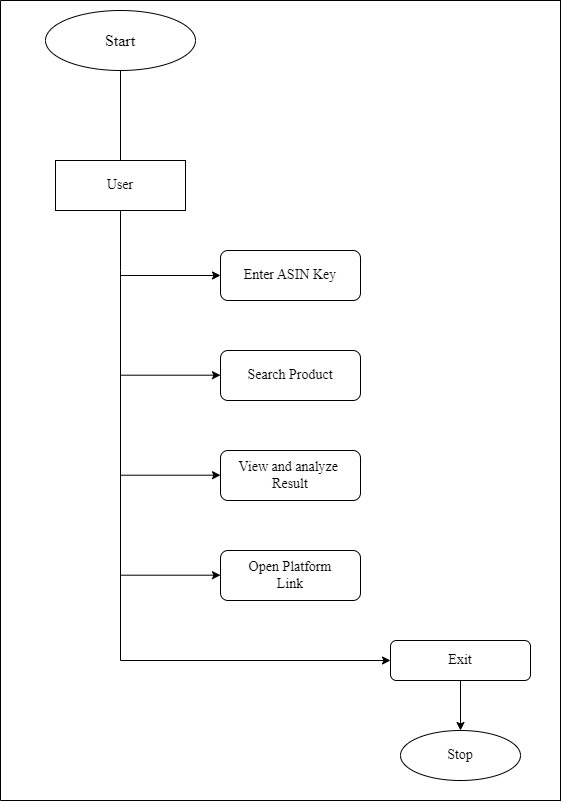 Start
User
Enter ASIN Key
Search Product
View and analyze
Result
Open Platform
Link
Exit
Stop